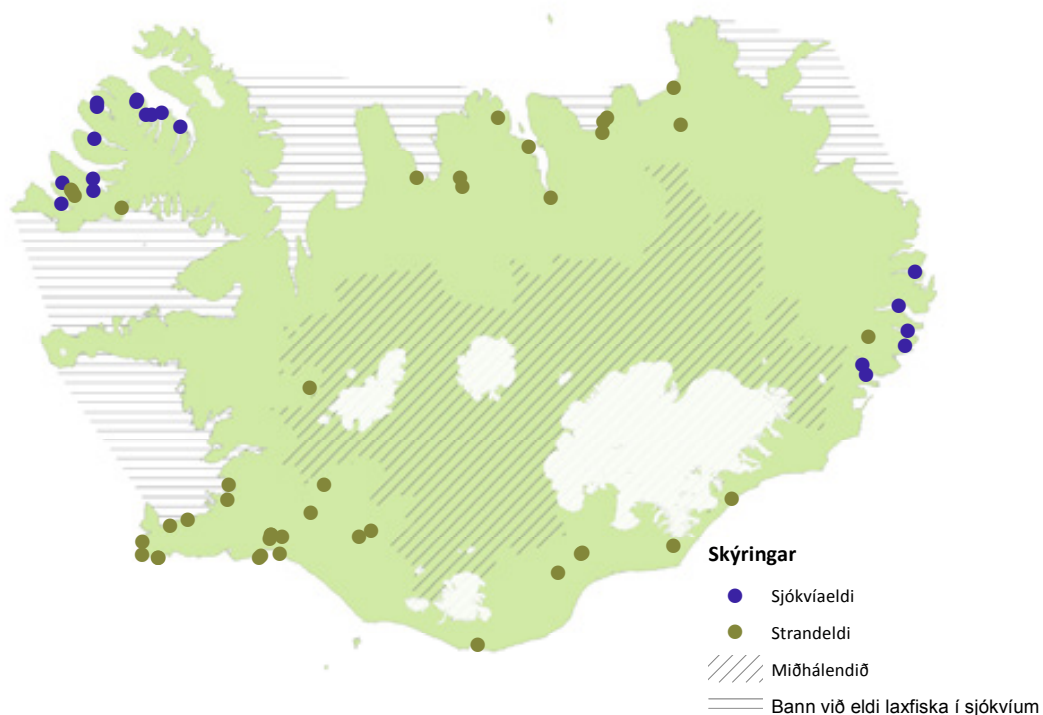 Skýringar
Sjókvíaeldi
Strandeldi
Miðhálendið
Bann við eldi laxfiska í sjókvíum